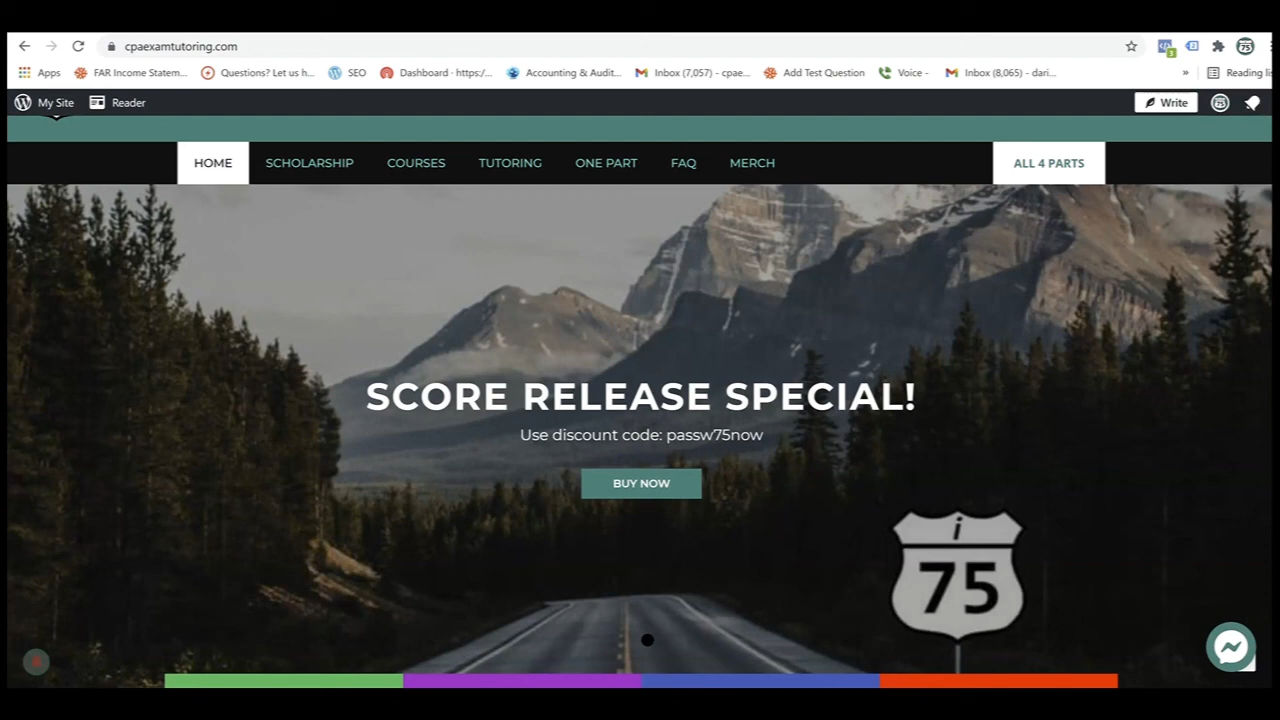 cpaexamtutoring.com
Apps FAR Income Statem... Questions? Let us h... SEO Dashboard · https:/... Accounting & Audit... Inbox (7,057) – cpae... Add Test Question Voice - Inbox (8,065) – dari... » Reading lis
My Site Reader Write
HOME SCHOLARSHIP COURSES TUTORING ONE PART FAQ MERCH ALL 4 PARTS
SCORE RELEASE SPECIAL!
Use discount code: passw75now
BUY NOW
i
75